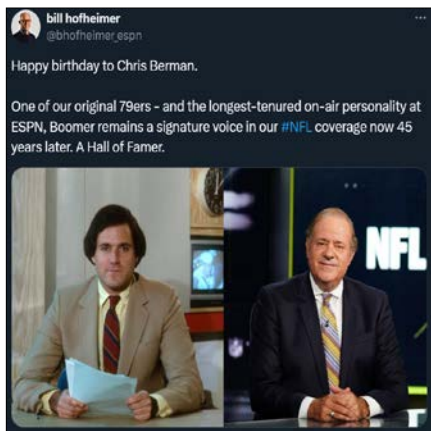 bill hofheimer
@bhofheimer_espn
Happy birthday to Chris Berman.
One of our original 79ers - and the longest-tenured on-air personality at
ESPN, Boomer remains a signature voice in our #NFL coverage now 45
years later. A Hall of Famer.
NFL